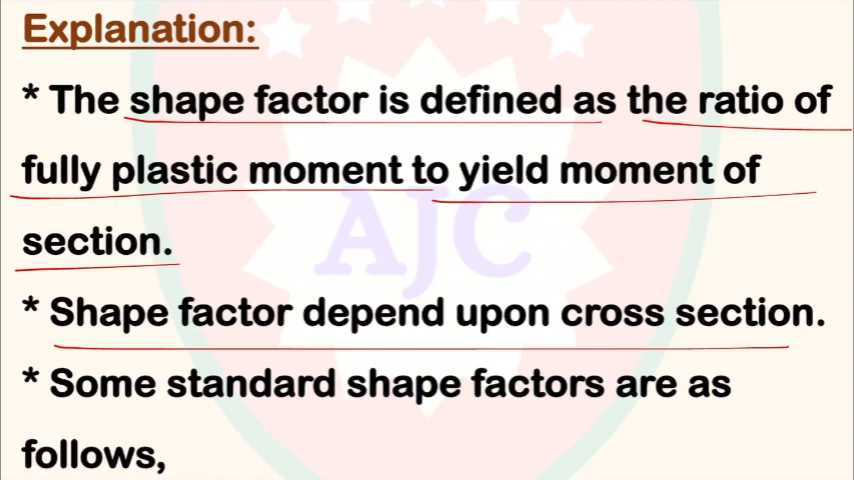 Explanation:
* The shape factor is defined as the ratio of
fully plastic moment to yield moment of
section.
AJC
* Shape factor depend upon cross section.
* Some standard shape factors are as
follows,